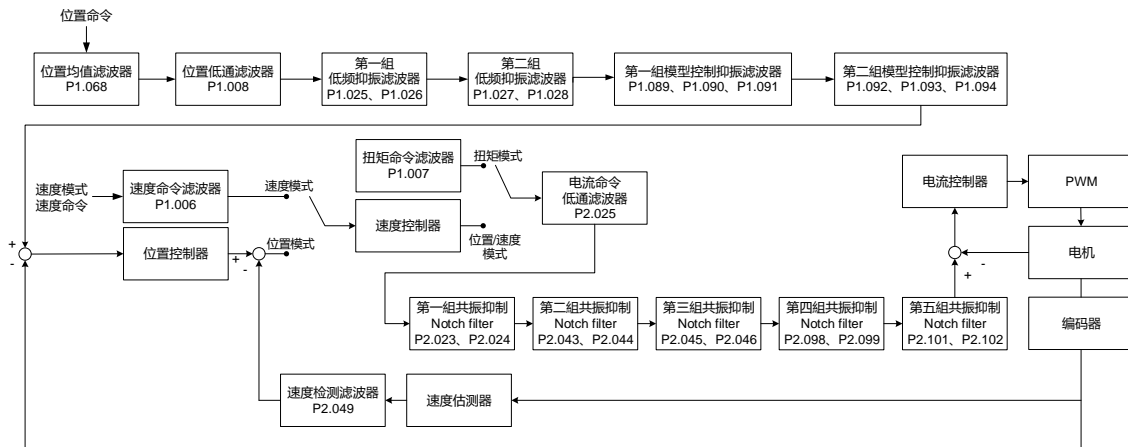 位置命令
位置均值滤波器
P1.068
位置低通滤波器
P1.008
第一組
低频抑振滤波器
P1.025、P1.026
第二組
低频抑振滤波器
P1.027、P1.028
第一組模型控制抑振滤波器
P1.089、P1.090、P1.091
第二組模型控制抑振滤波器
P1.092、P1.093、P1.094
扭矩命令滤波器
P1.007
扭矩模式
速度模式
速度命令
速度命令滤波器
P1.006
速度模式
速度控制器
位置/速度
模式
电流命令
低通滤波器
P2.025
电流控制器
PWM
+
-
位置控制器
+
-
位置模式
-
+
电机
第一組共振抑制
Notch filter
P2.023、P2.024
第二組共振抑制
Notch filter
P2.043、P2.044
第三組共振抑制
Notch filter
P2.045、P2.046
第四組共振抑制
Notch filter
P2.098、P2.099
第五組共振抑制
Notch filter
P2.101、P2.102
编码器
速度检测滤波器
P2.049
速度估测器